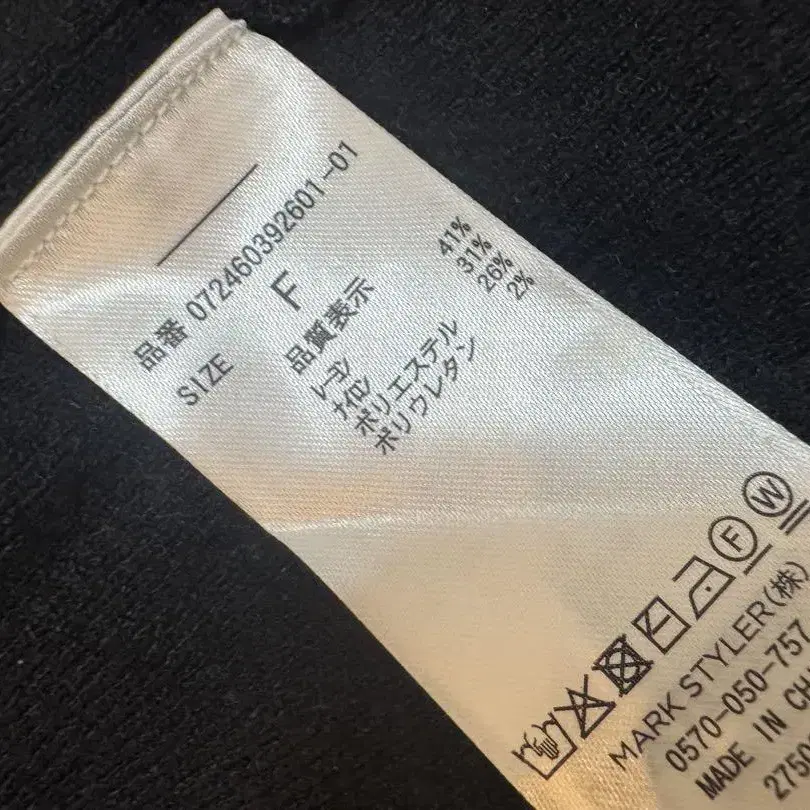 品番 072460392601-01
SIZE F
品質表示
レーヨン 41%
ナイロン 31%
ポリエステル 26%
ポリウレタン 2%
F W
MARK STYLER(株)
0570-050-757
MADE IN CH